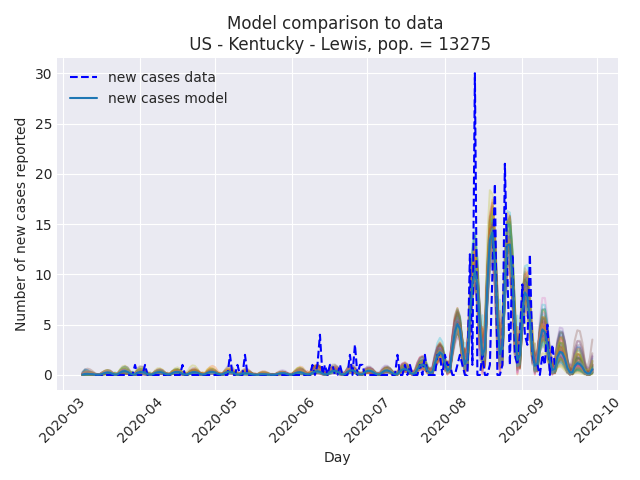 Model comparison to data
US - Kentucky - Lewis, pop. = 13275
new cases data
new cases model
Number of new cases reported
30
25
20
15
10
5
0
2020-03
2020-04
2020-05
2020-06
2020-07
2020-08
2020-09
2020-10
Day